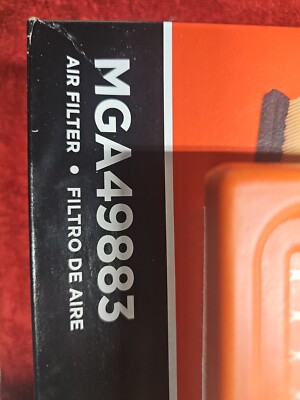 MGA49883
AIR FILTER • FILTRO DE AIRE